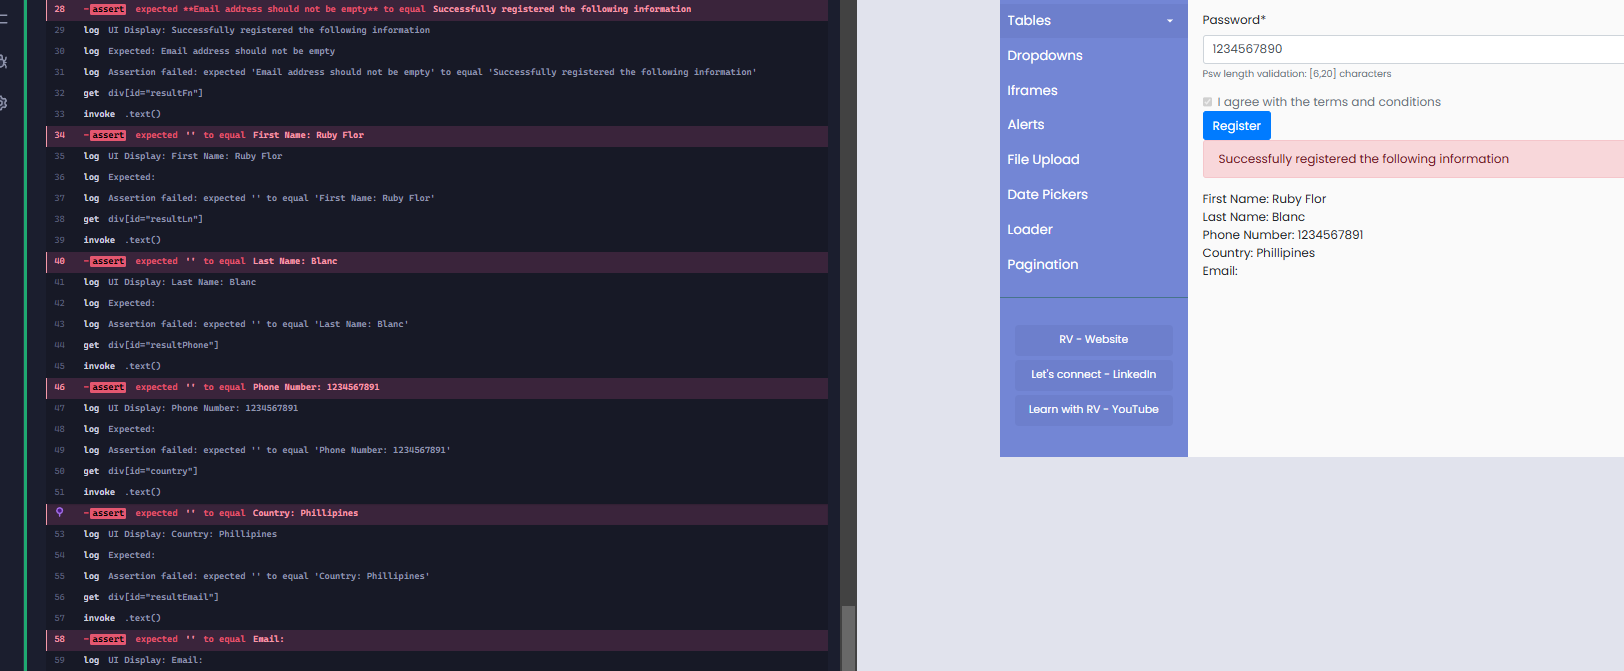 28 -assert expected **Email address should not be empty** to equal Successfully registered the following information
29 log UI Display: Successfully registered the following information
30 log Expected: Email address should not be empty
31 log Assertion failed: expected 'Email address should not be empty' to equal 'Successfully registered the following information'
32 get div[id="resultFn"]
33 invoke .text()
34 -assert expected '' to equal First Name: Ruby Flor
35 log UI Display: First Name: Ruby Flor
36 log Expected:
37 log Assertion failed: expected '' to equal 'First Name: Ruby Flor'
38 get div[id="resultLn"]
39 invoke .text()
40 -assert expected '' to equal Last Name: Blanc
41 log UI Display: Last Name: Blanc
42 log Expected:
43 log Assertion failed: expected '' to equal 'Last Name: Blanc'
44 get div[id="resultPhone"]
45 invoke .text()
46 -assert expected '' to equal Phone Number: 1234567891
47 log UI Display: Phone Number: 1234567891
48 log Expected:
49 log Assertion failed: expected '' to equal 'Phone Number: 1234567891'
50 get div[id="country"]
51 invoke .text()
-assert expected '' to equal Country: Phillipines
53 log UI Display: Country: Phillipines
54 log Expected:
55 log Assertion failed: expected '' to equal 'Country: Phillipines'
56 get div[id="resultEmail"]
57 invoke .text()
58 -assert expected '' to equal Email:
59 log UI Display: Email:
Tables
Dropdowns
Iframes
Alerts
File Upload
Date Pickers
Loader
Pagination
RV - Website
Let's connect - LinkedIn
Learn with RV - YouTube
Password*
1234567890
Psw length validation: [6,20] characters
I agree with the terms and conditions
Register
Successfully registered the following information
First Name: Ruby Flor
Last Name: Blanc
Phone Number: 1234567891
Country: Phillipines
Email: